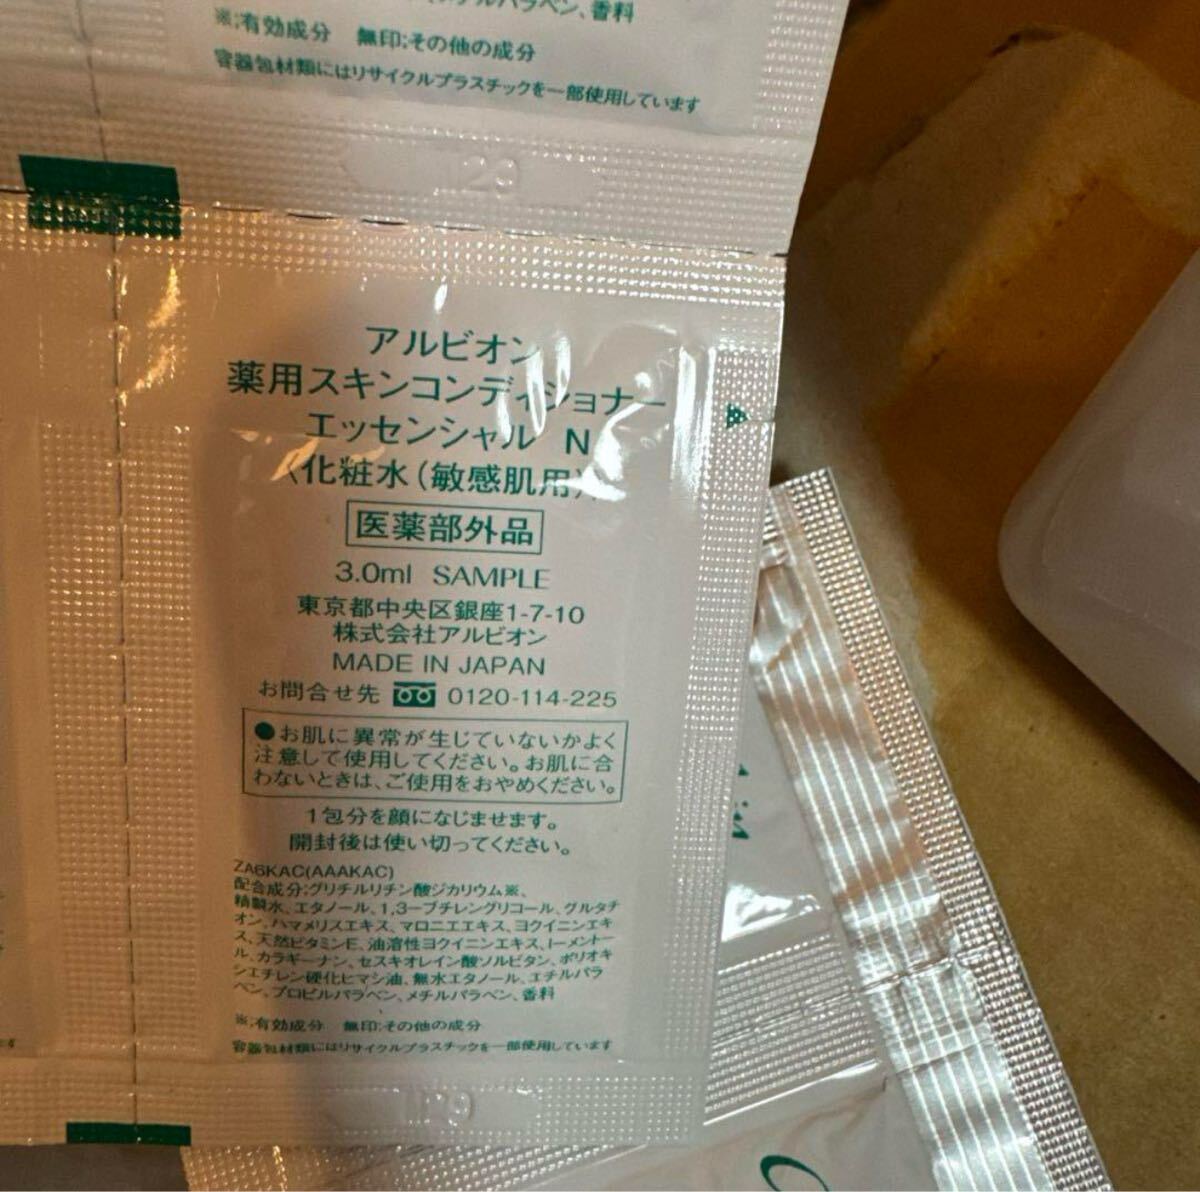 チルパラベン、香料
※;有効成分 無印;その他の成分
容器包材類にはリサイクルプラスチックを一部使用しています
アルビオン
薬用スキンコンディショナー
エッセンシャル N
〈化粧水(敏感肌用)〉
医薬部外品
3.0ml SAMPLE
東京都中央区銀座1-7-10
株式会社アルビオン
MADE IN JAPAN
お問合せ先 0120-114-225
●お肌に異常が生じていないかよく
注意して使用してください。お肌に合
わないときは、ご使用をおやめください。
1包分を顔になじませます。
開封後は使い切ってください。
ZA6KAC(AAAKAC)
配合成分;グリチルリチン酸ジカリウム※、
精製水、エタノール、1,3-ブチレングリコール、グルタチ
オン、ハマメリスエキス、マロニエエキス、ヨクイニンエキ
ス、天然ビタミンE、油溶性ヨクイニンエキス、l-メントー
ル、カラギーナン、セスキオレイン酸ソルビタン、ポリオキ
シエチレン硬化ヒマシ油、無水エタノール、エチルパラ
ベン、プロピルパラベン、メチルパラベン、香料
※;有効成分 無印;その他の成分
容器包材類にはリサイクルプラスチックを一部使用しています